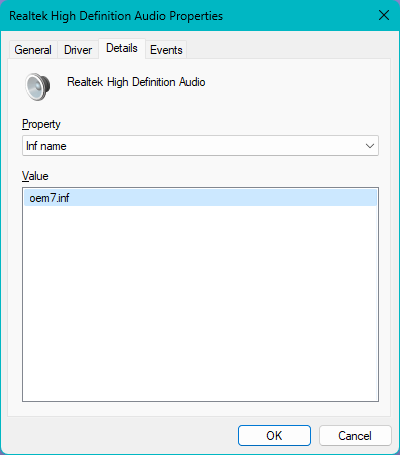 Realtek High Definition Audio Properties
General Driver Details Events
Realtek High Definition Audio
Property
Inf name
Value
oem7.inf
OK Cancel